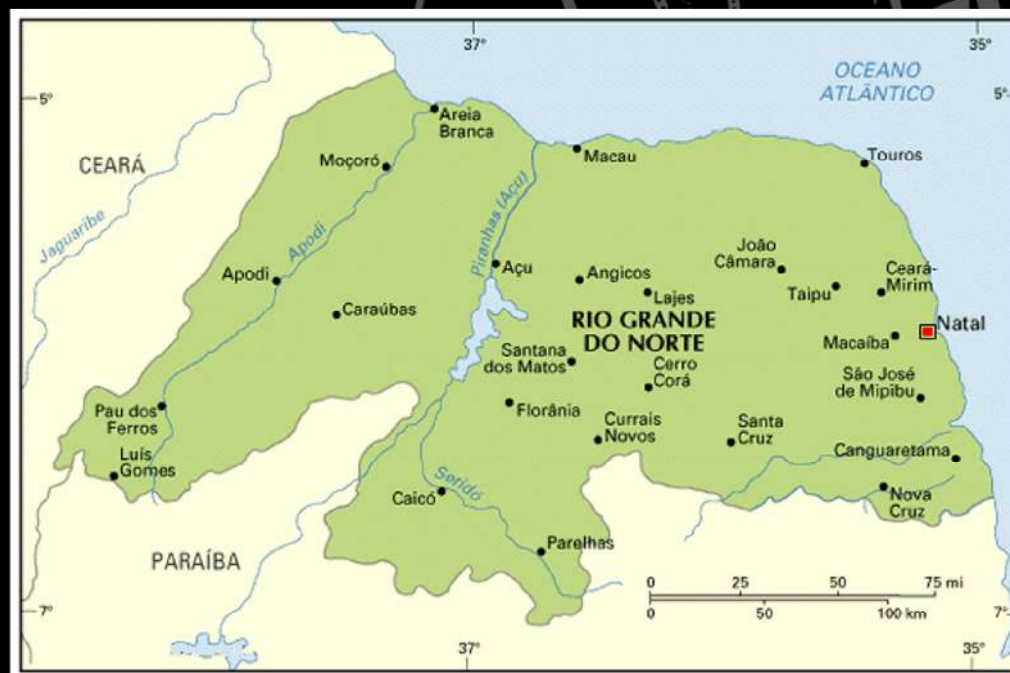 37°
35°
OCEANO
ATLÂNTICO
5°
5°
Areia
Branca
CEARÁ
Moçoró
Macau
Touros
Jaguaribe
Apodi
Piranhas (Açu)
João
Câmara
Apodi
Açu
Angicos
Ceará-
Mirim
Taipu
Lajes
Caraúbas
RIO GRANDE
DO NORTE
Natal
Macaíba
Santana
dos Matos
Cerro
Corá
São José
de Mipibu
Pau dos
Ferros
Florânia
Currais
Novos
Santa
Cruz
Canguaretama
Luís
Gomes
Caicó
Seridó
Nova
Cruz
Parelhas
PARAÍBA
0 25 50 75 mi
0 50 100 km
7°
7°
37°
35°